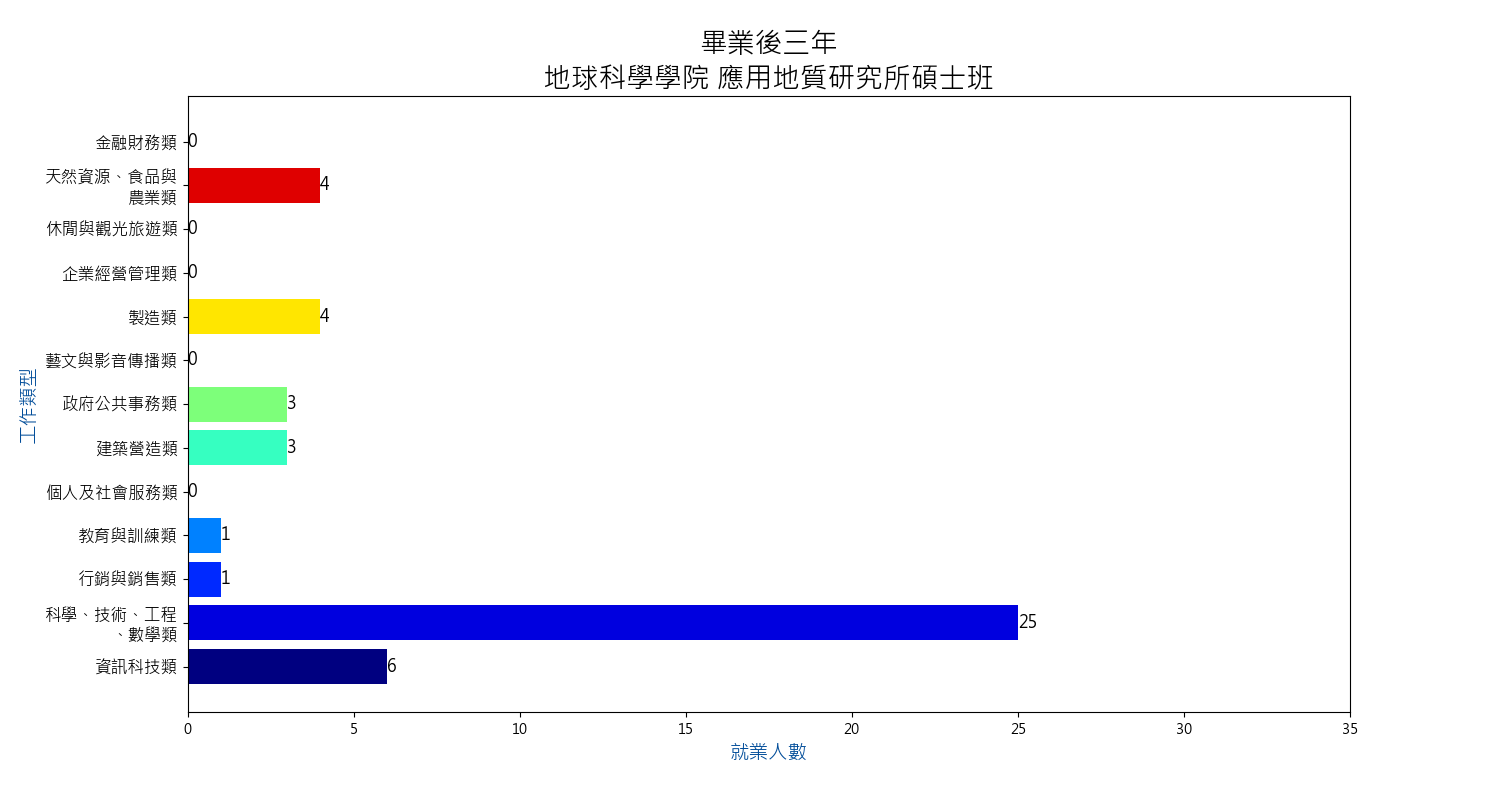 畢業後三年
地球科學學院 應用地質研究所碩士班
金融財務類
0
天然資源、食品與
農業類
4
休閒與觀光旅遊類
0
企業經營管理類
0
製造類
4
藝文與影音傳播類
0
政府公共事務類
3
建築營造類
3
個人及社會服務類
0
教育與訓練類
1
行銷與銷售類
1
科學、技術、工程
、數學類
25
資訊科技類
6
工作類型
0 5 10 15 20 25 30 35
就業人數